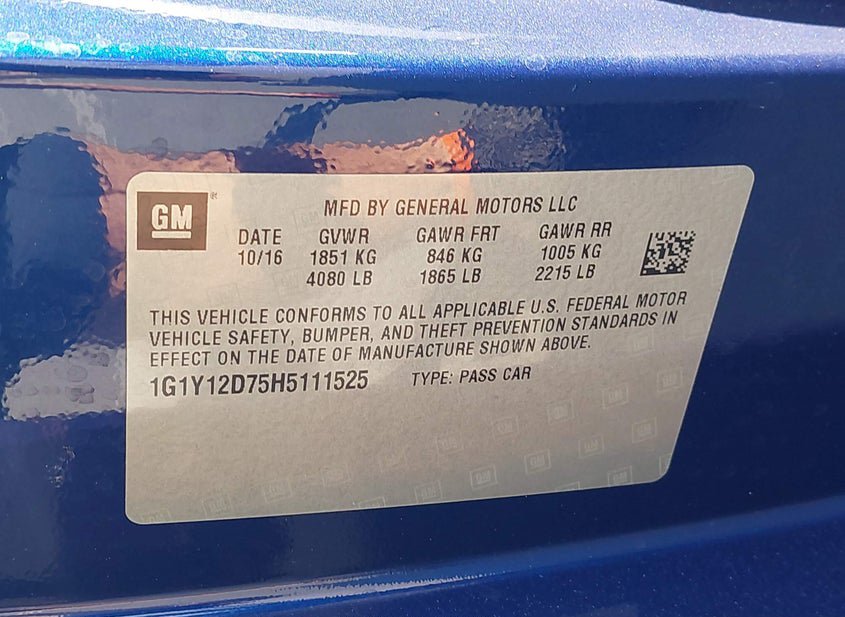 GM ®
MFD BY GENERAL MOTORS LLC
DATE GVWR GAWR FRT GAWR RR
10/16 1851 KG 846 KG 1005 KG
4080 LB 1865 LB 2215 LB
THIS VEHICLE CONFORMS TO ALL APPLICABLE U.S. FEDERAL MOTOR
VEHICLE SAFETY, BUMPER, AND THEFT PREVENTION STANDARDS IN
EFFECT ON THE DATE OF MANUFACTURE SHOWN ABOVE.
1G1Y12D75H5111525 TYPE: PASS CAR